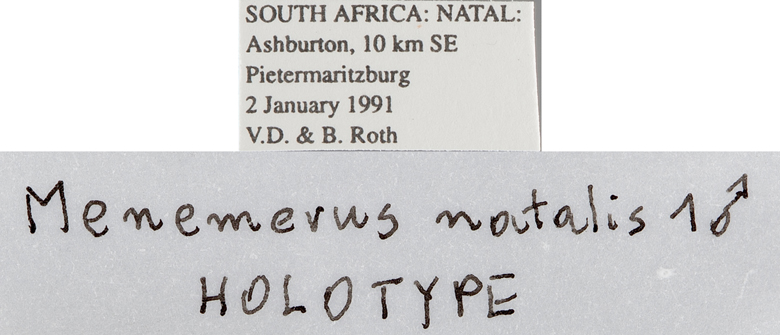 SOUTH AFRICA: NATAL:
Ashburton, 10 km SE
Pietermaritzburg
2 January 1991
V.D. & B. Roth
Menemerus natalis 1♂
HOLOTYPE